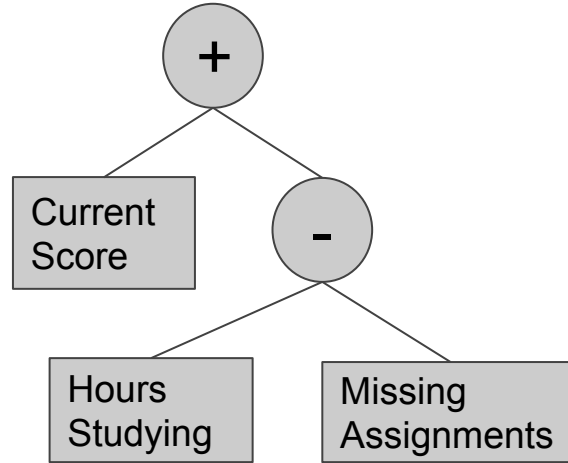 +
Current
Score
-
Hours
Studying
Missing
Assignments